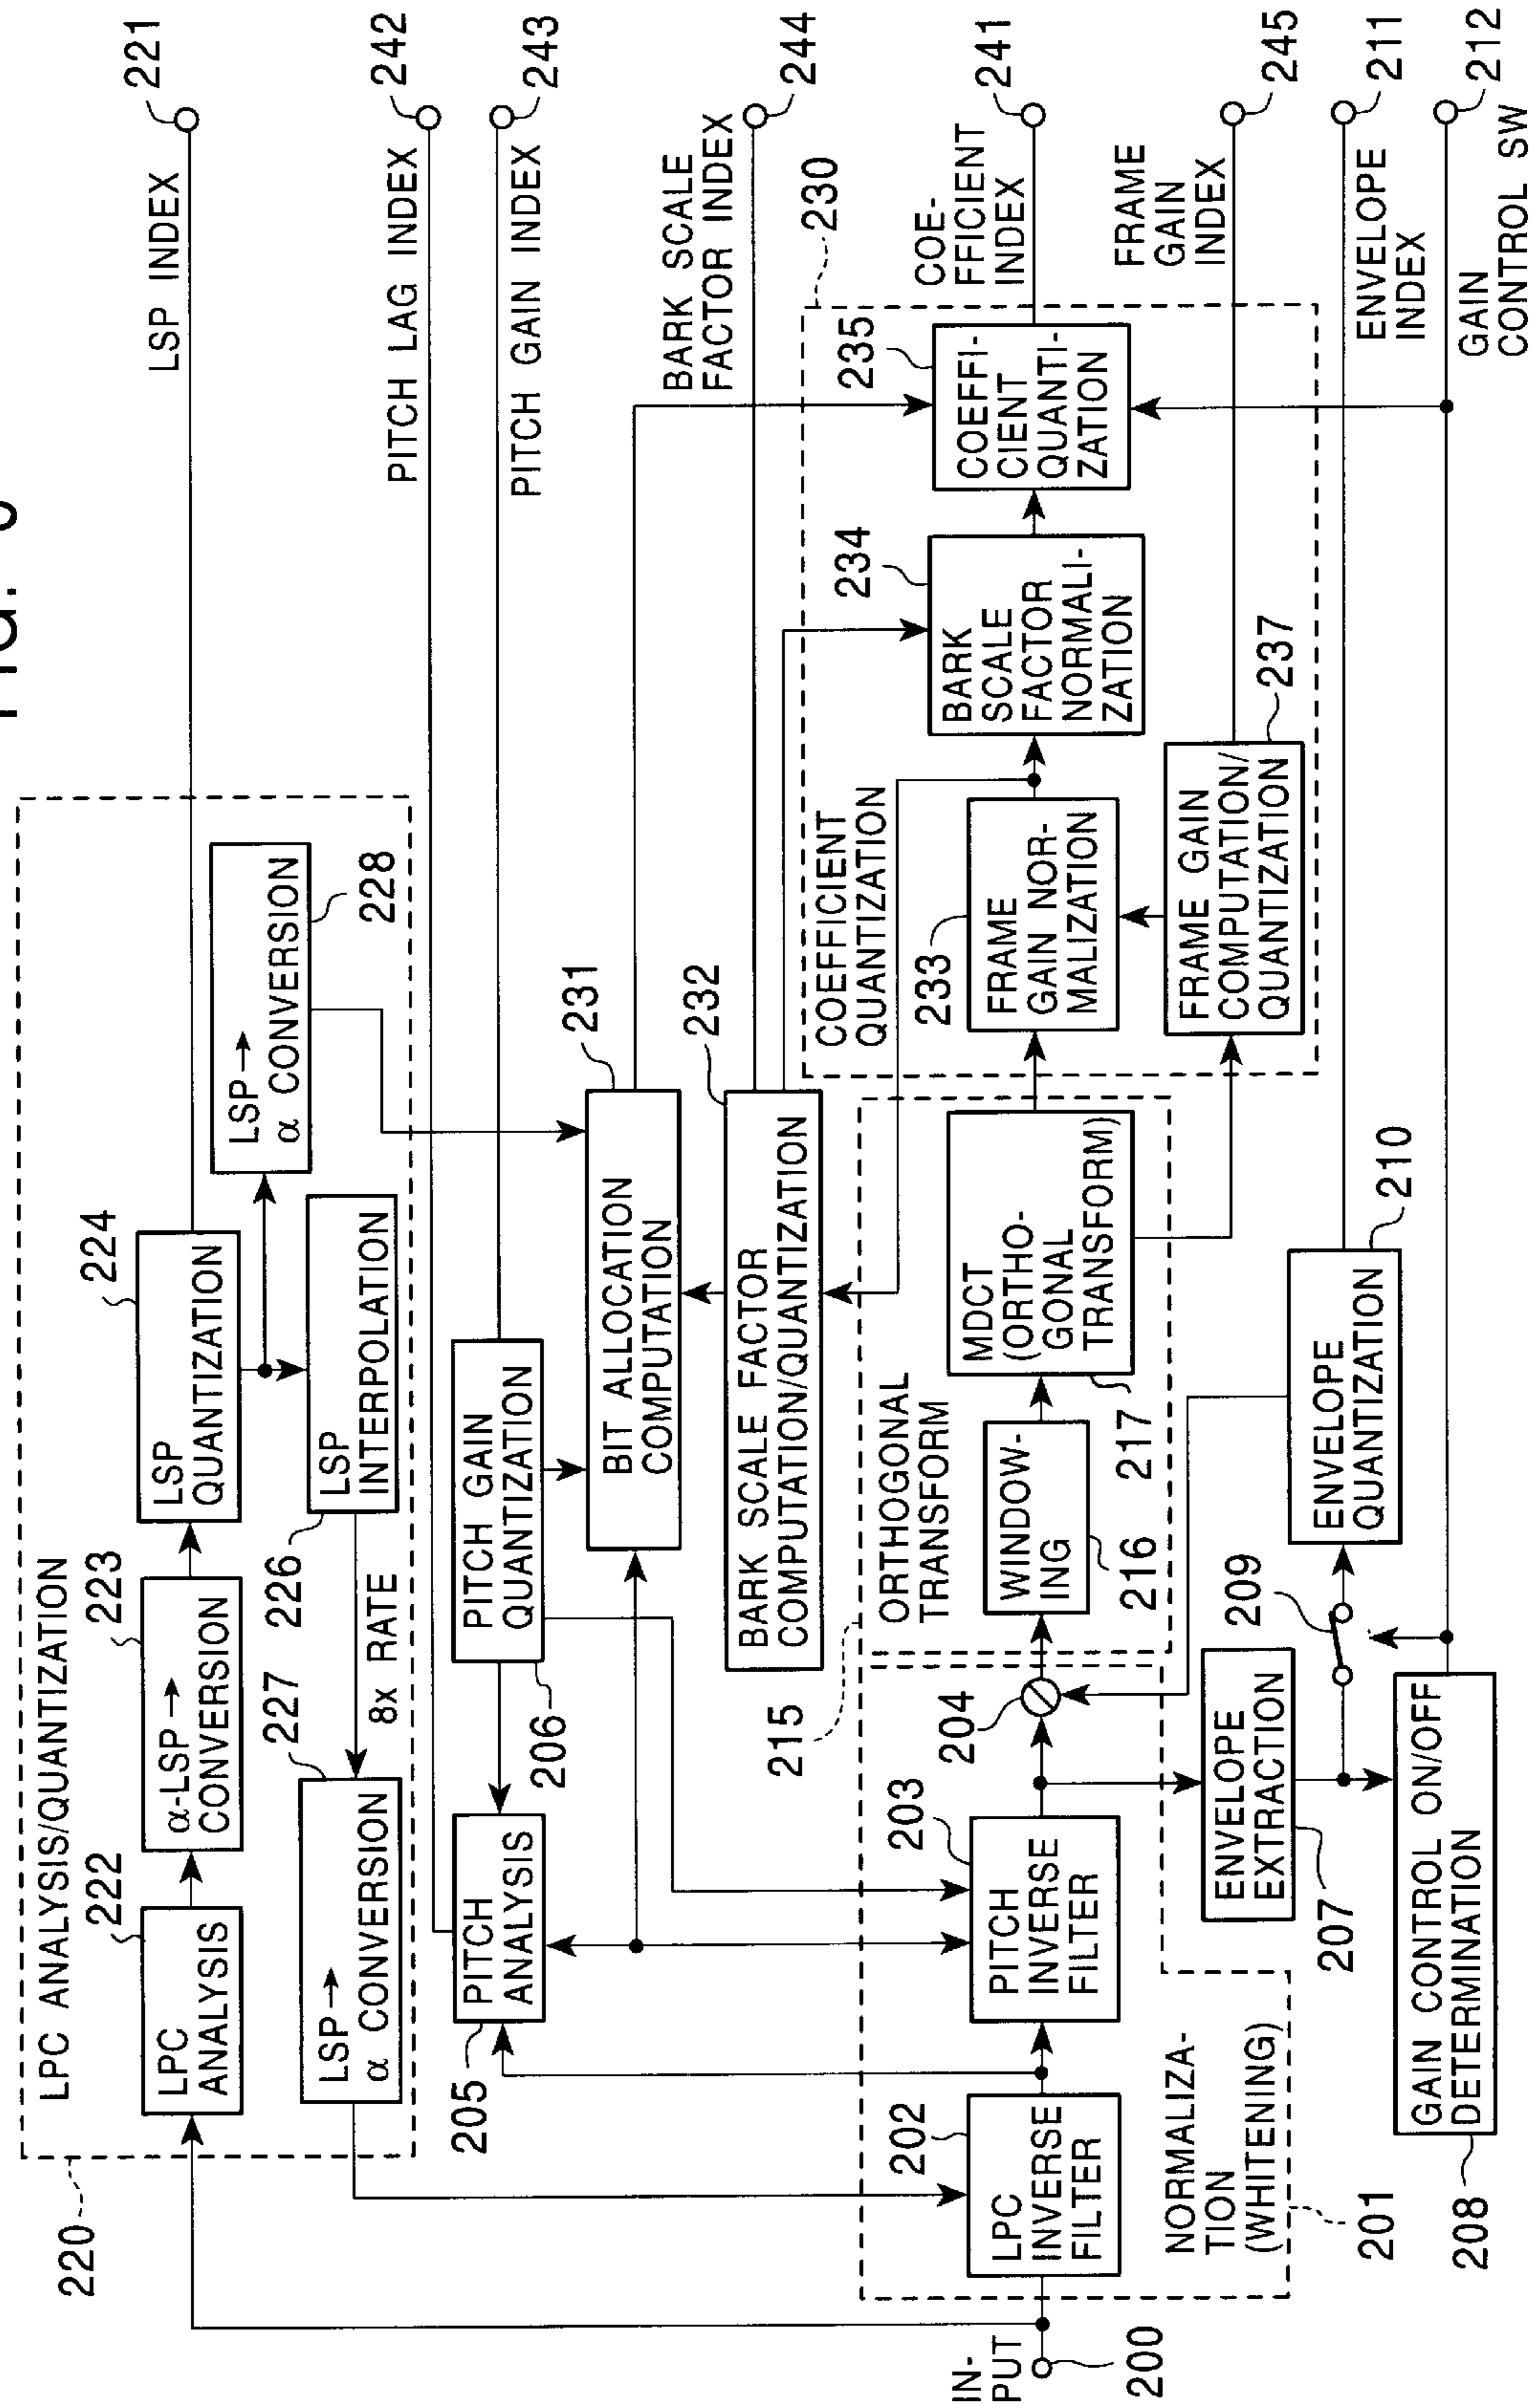 FIG.
220
LPC ANALYSIS/QUANTIZATION
222
LPC
ANALYSIS
223
α-LSP→
CONVERSION
224
LSP
QUANTIZATION
LSP INDEX
221
227
LSP→
α CONVERSION
8x RATE
226
LSP
INTERPOLATION
LSP→
α CONVERSION
228
PITCH LAG INDEX
242
205
PITCH
ANALYSIS
206
PITCH GAIN
QUANTIZATION
PITCH GAIN INDEX
243
231
BIT ALLOCATION
COMPUTATION
232
BARK SCALE FACTOR
COMPUTATION/QUANTIZATION
BARK SCALE
FACTOR INDEX
244
215
ORTHOGONAL
TRANSFORM
COEFFICIENT
QUANTIZATION
230
IN-
PUT
200
202
LPC
INVERSE
FILTER
203
PITCH
INVERSE
FILTER
204
WINDOW-
ING
216
MDCT
(ORTHO-
GONAL
TRANSFORM)
217
233
FRAME
GAIN NOR-
MALIZATION
234
BARK
SCALE
FACTOR
NORMALI-
ZATION
235
COEFFI-
CIENT
QUANTI-
ZATION
COE-
FFICIENT
INDEX
241
FRAME GAIN
COMPUTATION/
QUANTIZATION
237
FRAME
GAIN
INDEX
245
NORMALIZA-
TION
(WHITENING)
201
ENVELOPE
EXTRACTION
207
209
ENVELOPE
QUANTIZATION
210
ENVELOPE
INDEX
211
208
GAIN CONTROL ON/OFF
DETERMINATION
GAIN
CONTROL SW
212